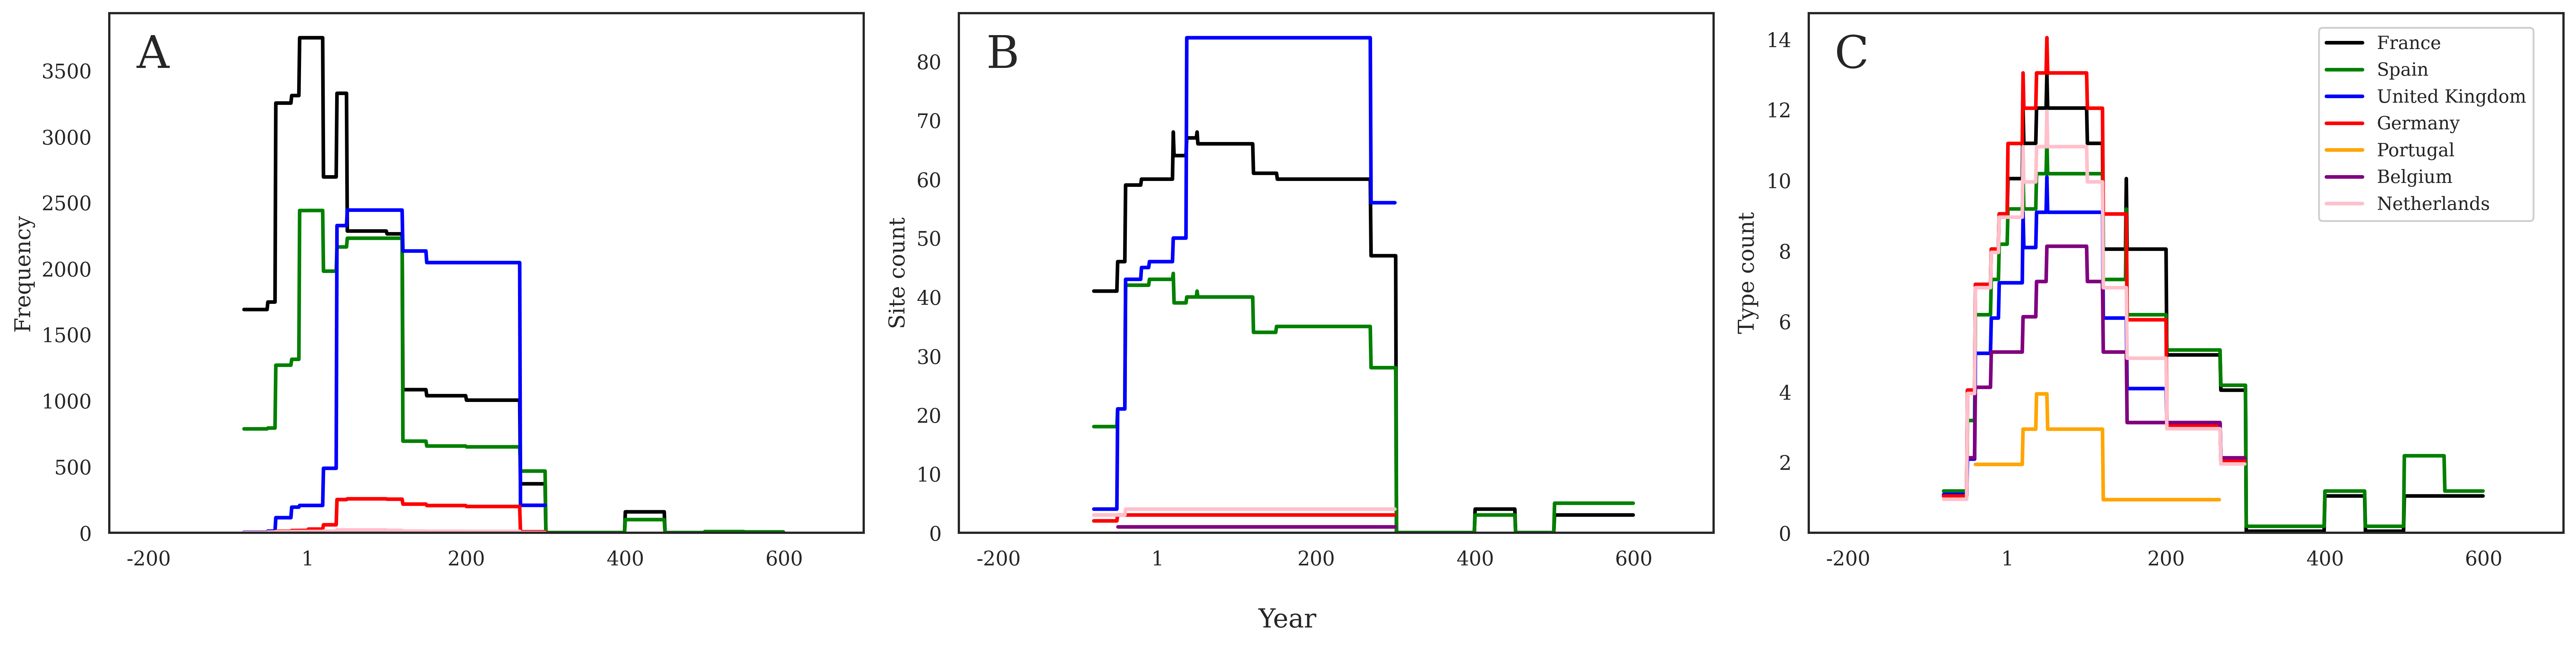 A
Frequency
3500
3000
2500
2000
1500
1000
500
0
-200 1 200 400 600
B
Site count
80
70
60
50
40
30
20
10
0
-200 1 200 400 600
C
Type count
14
12
10
8
6
4
2
0
-200 1 200 400 600
France
Spain
United Kingdom
Germany
Portugal
Belgium
Netherlands
Year